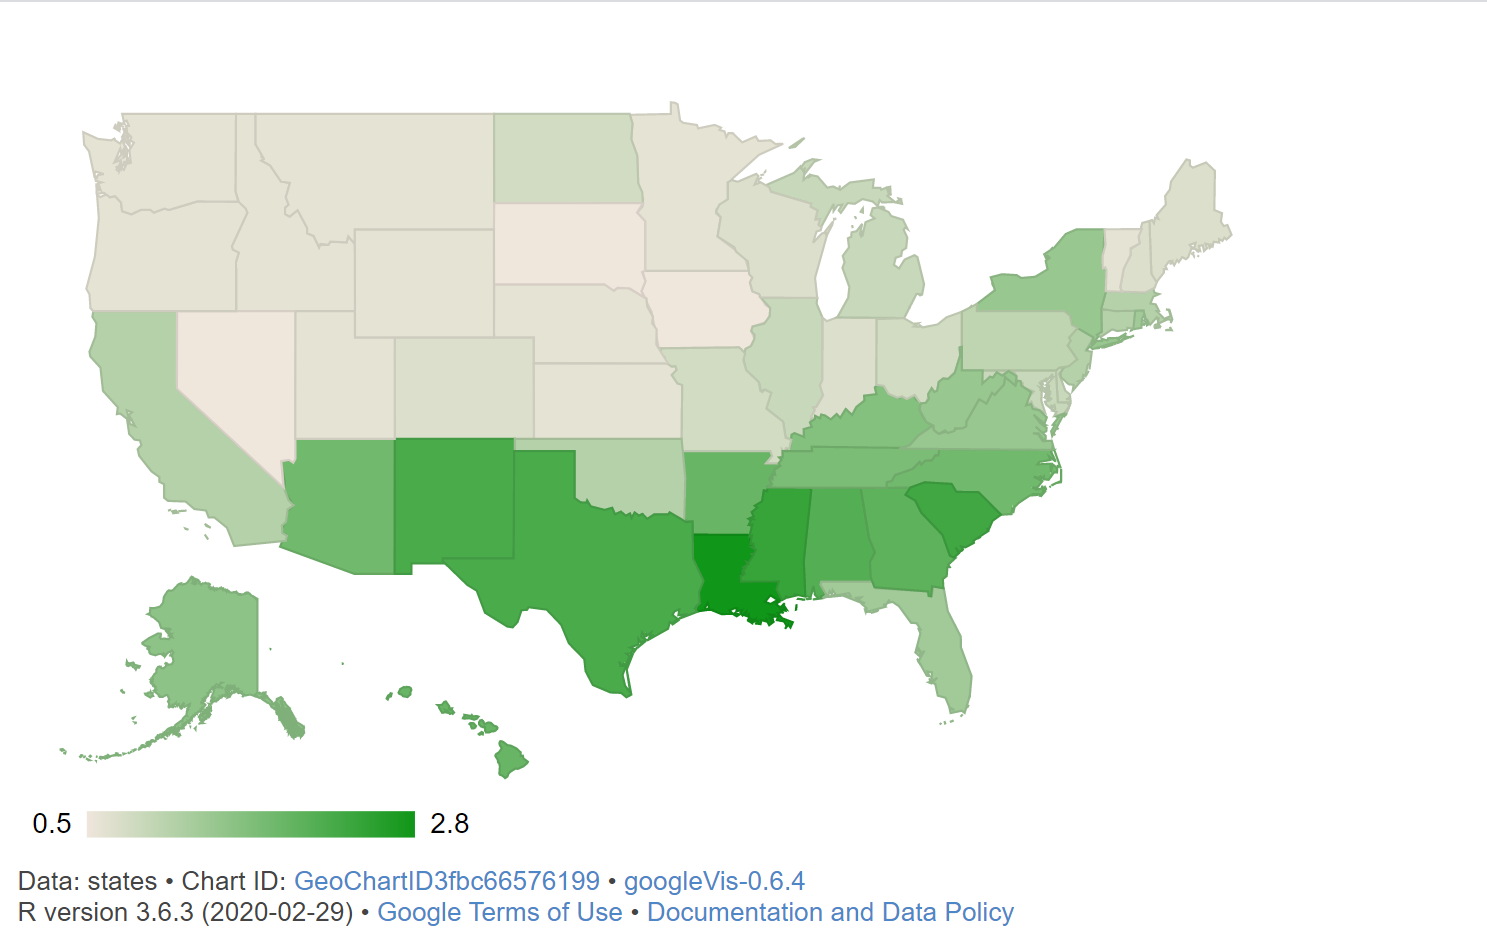 0.5 2.8
Data: states • Chart ID: GeoChartID3fbc66576199 • googleVis-0.6.4
R version 3.6.3 (2020-02-29) • Google Terms of Use • Documentation and Data Policy